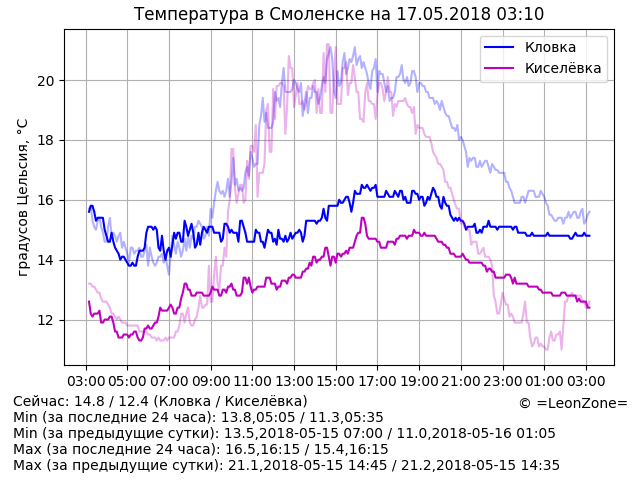 Температура в Смоленске на 17.05.2018 03:10
Кловка
Киселёвка
градусов Цельсия, °C
20
18
16
14
12
03:00 05:00 07:00 09:00 11:00 13:00 15:00 17:00 19:00 21:00 23:00 01:00 03:00
Сейчас: 14.8 / 12.4 (Кловка / Киселёвка)
© =LeonZone=
Min (за последние 24 часа): 13.8,05:05 / 11.3,05:35
Min (за предыдущие сутки): 13.5,2018-05-15 07:00 / 11.0,2018-05-16 01:05
Max (за последние 24 часа): 16.5,16:15 / 15.4,16:15
Max (за предыдущие сутки): 21.1,2018-05-15 14:45 / 21.2,2018-05-15 14:35